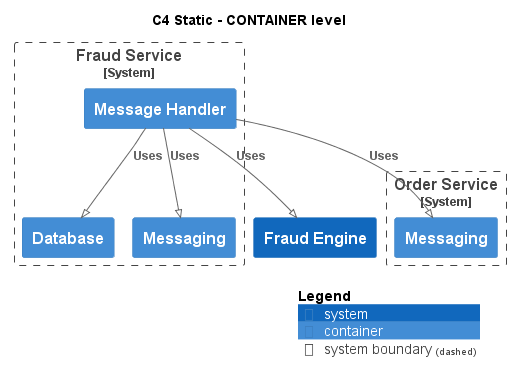 C4 Static - CONTAINER level
Fraud Service
[System]
Message Handler
Uses
Uses
Uses
Uses
Order Service
[System]
Database
Messaging
Fraud Engine
Messaging
Legend
system
container
system boundary (dashed)